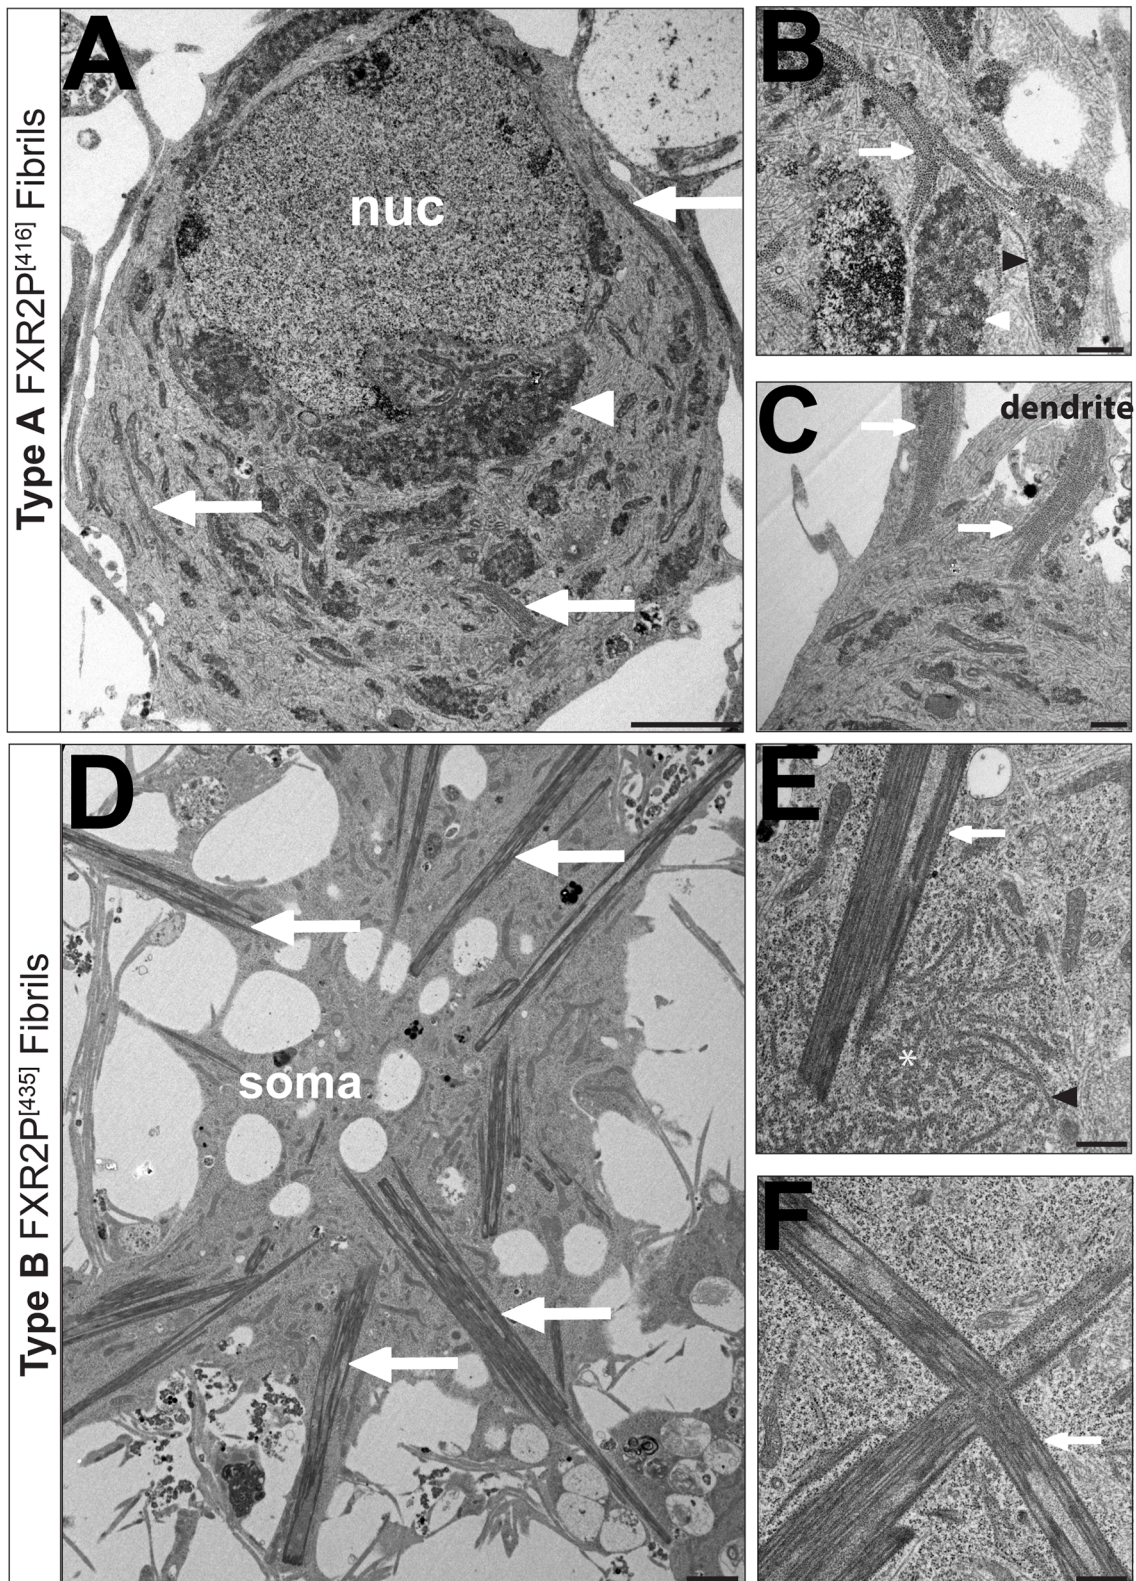 A
nuc
Type A FXR2P[416] Fibrils
B
C
dendrite
D
soma
Type B FXR2P[435] Fibrils
E
*
F